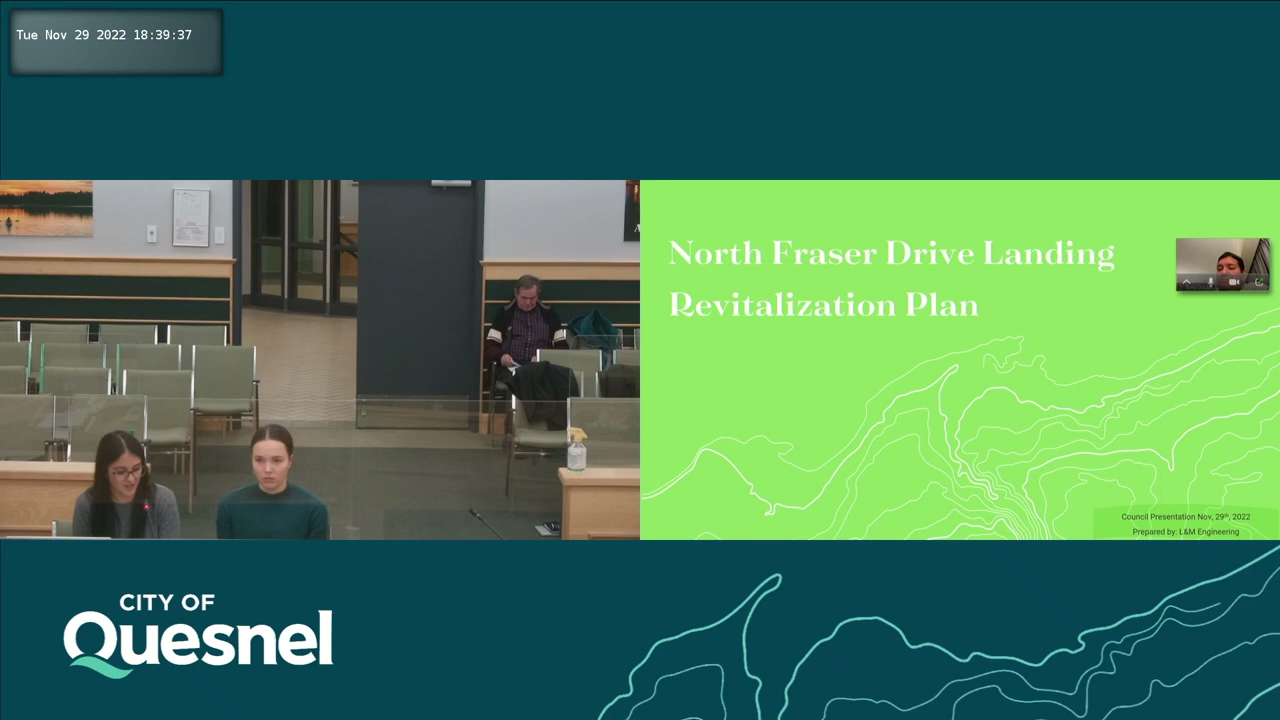 Tue Nov 29 2022 18:39:37
North Fraser Drive Landing
Revitalization Plan
Council Presentation Nov, 29th, 2022
Prepared by: L&M Engineering
CITY OF
Quesnel